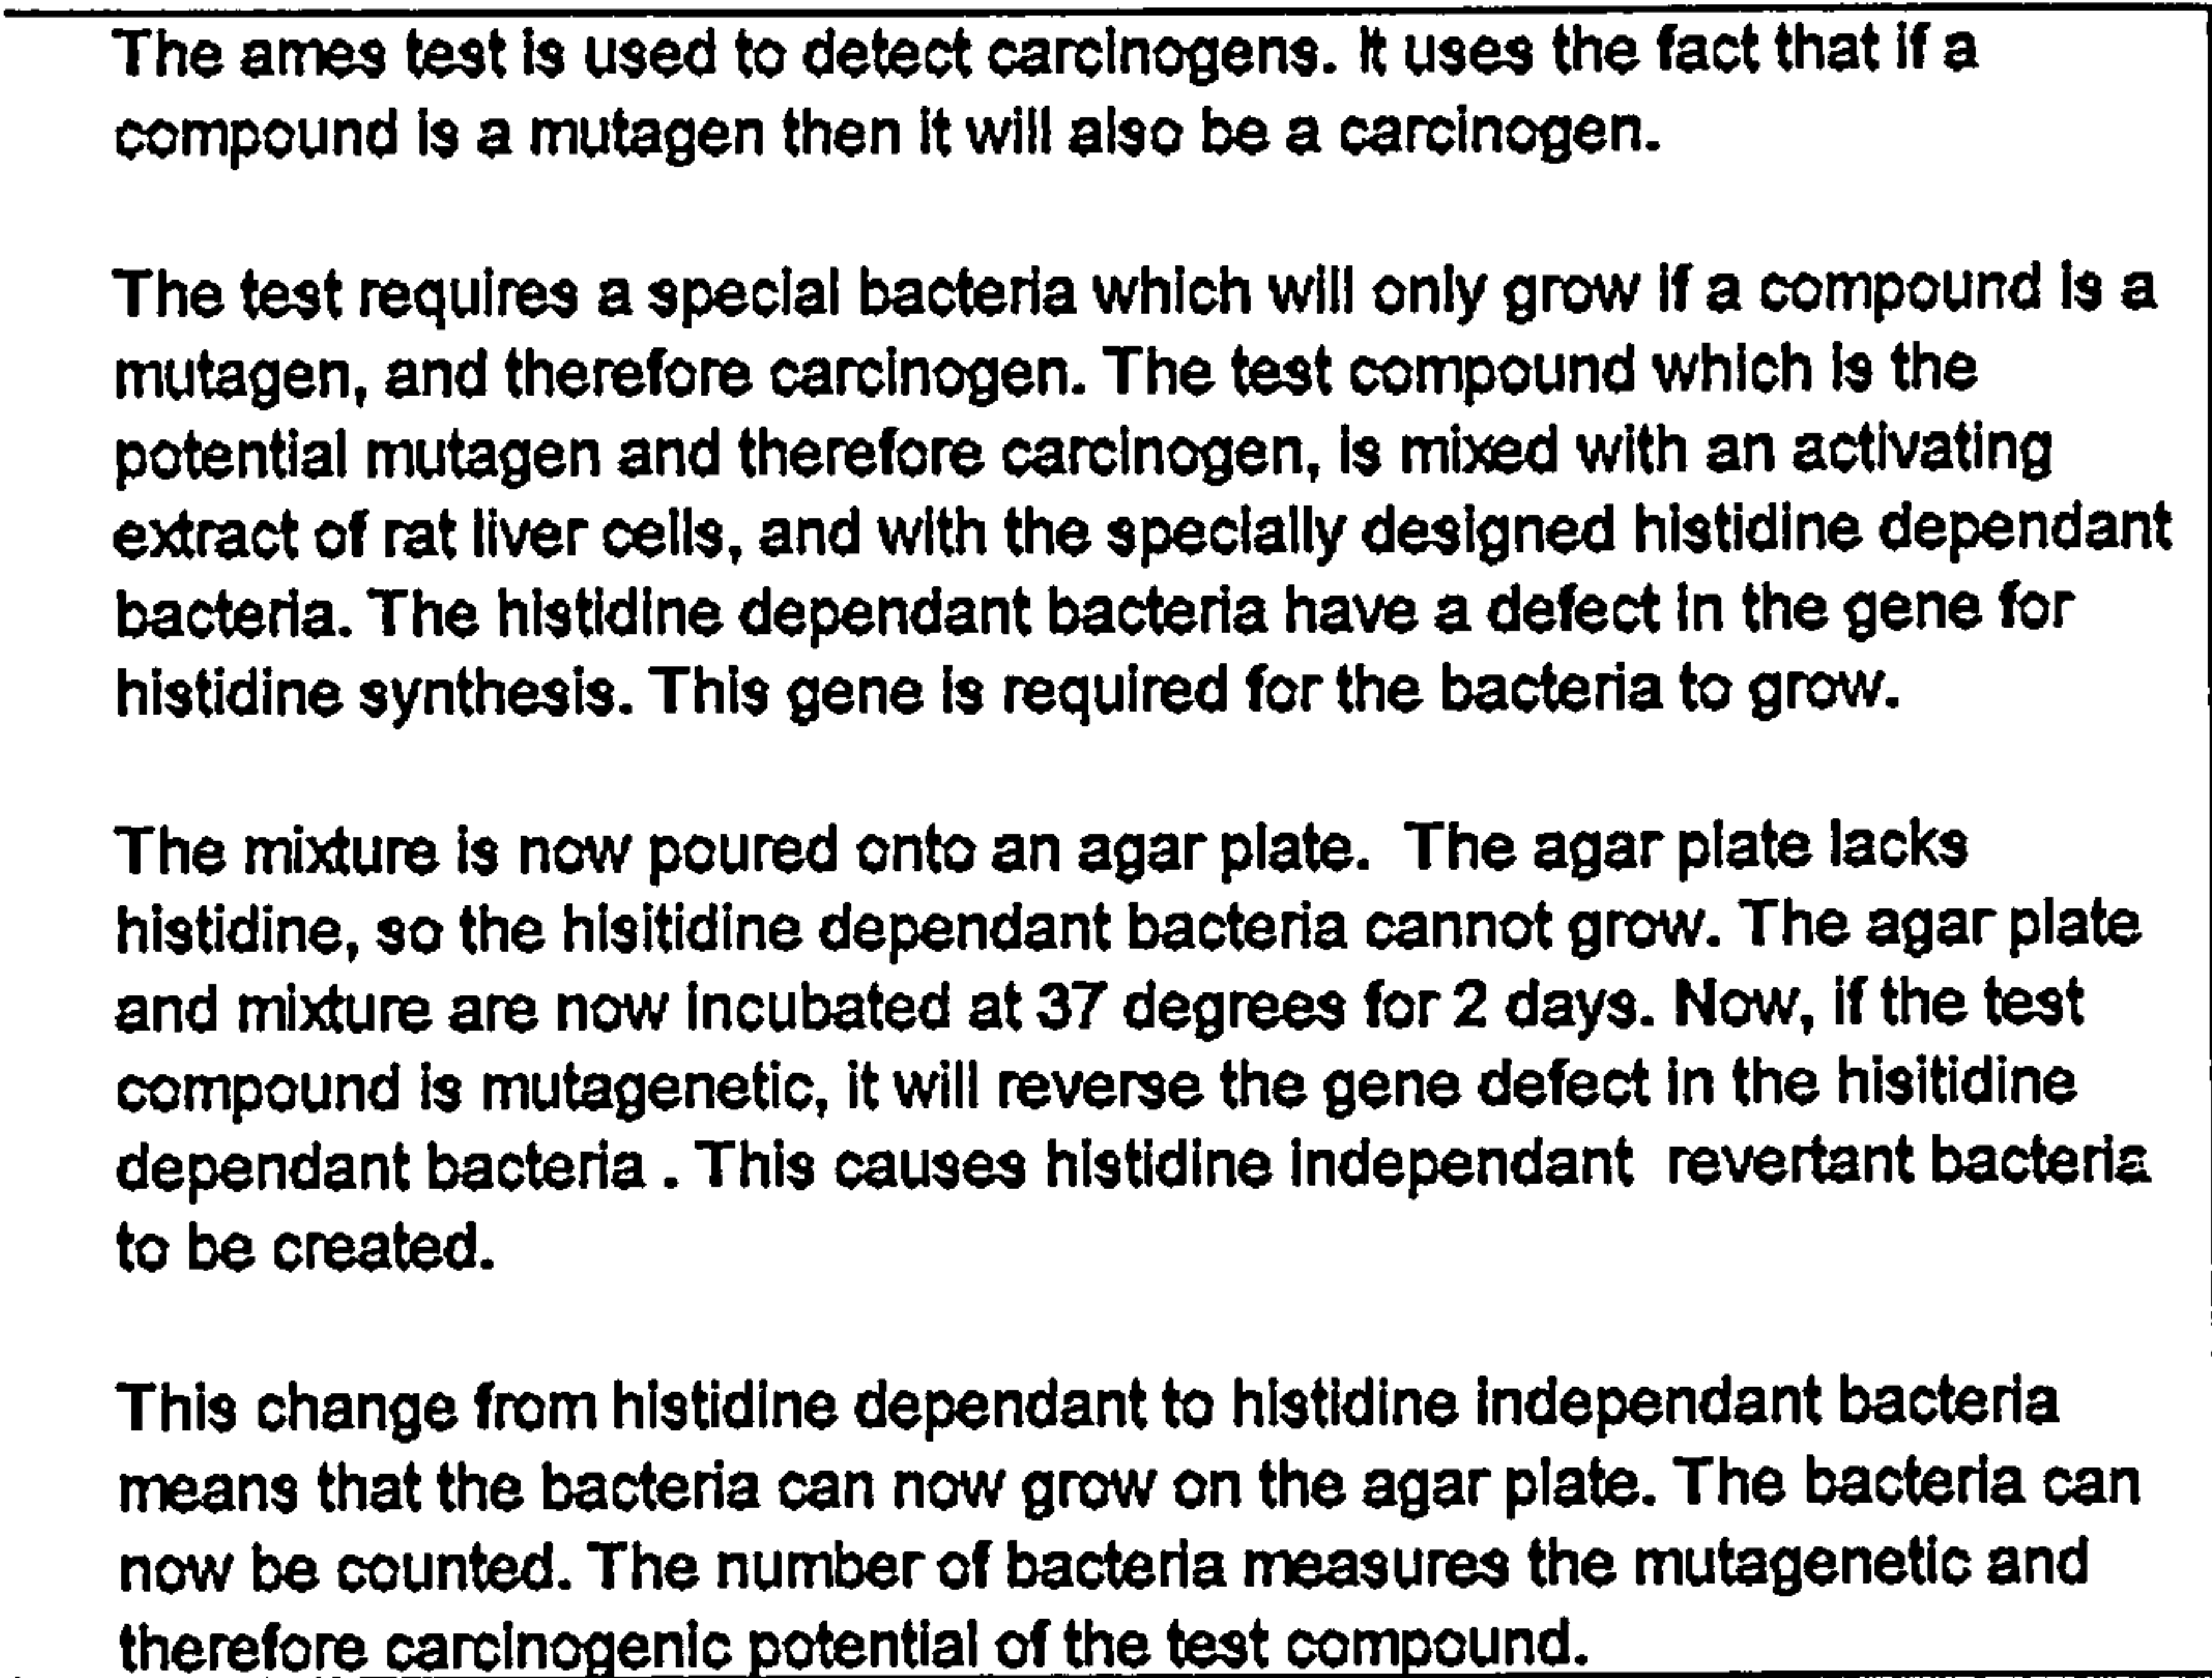 The ames test is used to detect carcinogens. It uses the fact that if a
compound is a mutagen then it will also be a carcinogen.
The test requires a special bacteria which will only grow if a compound is a
mutagen, and therefore carcinogen. The test compound which is the
potential mutagen and therefore carcinogen, is mixed with an activating
extract of rat liver cells, and with the specially designed histidine dependant
bacteria. The histidine dependant bacteria have a defect in the gene for
histidine synthesis. This gene is required for the bacteria to grow.
The mixture is now poured onto an agar plate.  The agar plate lacks
histidine, so the hisitidine dependant bacteria cannot grow. The agar plate
and mixture are now incubated at 37 degrees for 2 days. Now, if the test
compound is mutagenetic, it will reverse the gene defect in the hisitidine
dependant bacteria . This causes histidine independant  revertant bacteria
to be created.
This change from histidine dependant to histidine independant bacteria
means that the bacteria can now grow on the agar plate. The bacteria can
now be counted. The number of bacteria measures the mutagenetic and
therefore carcinogenic potential of the test compound.